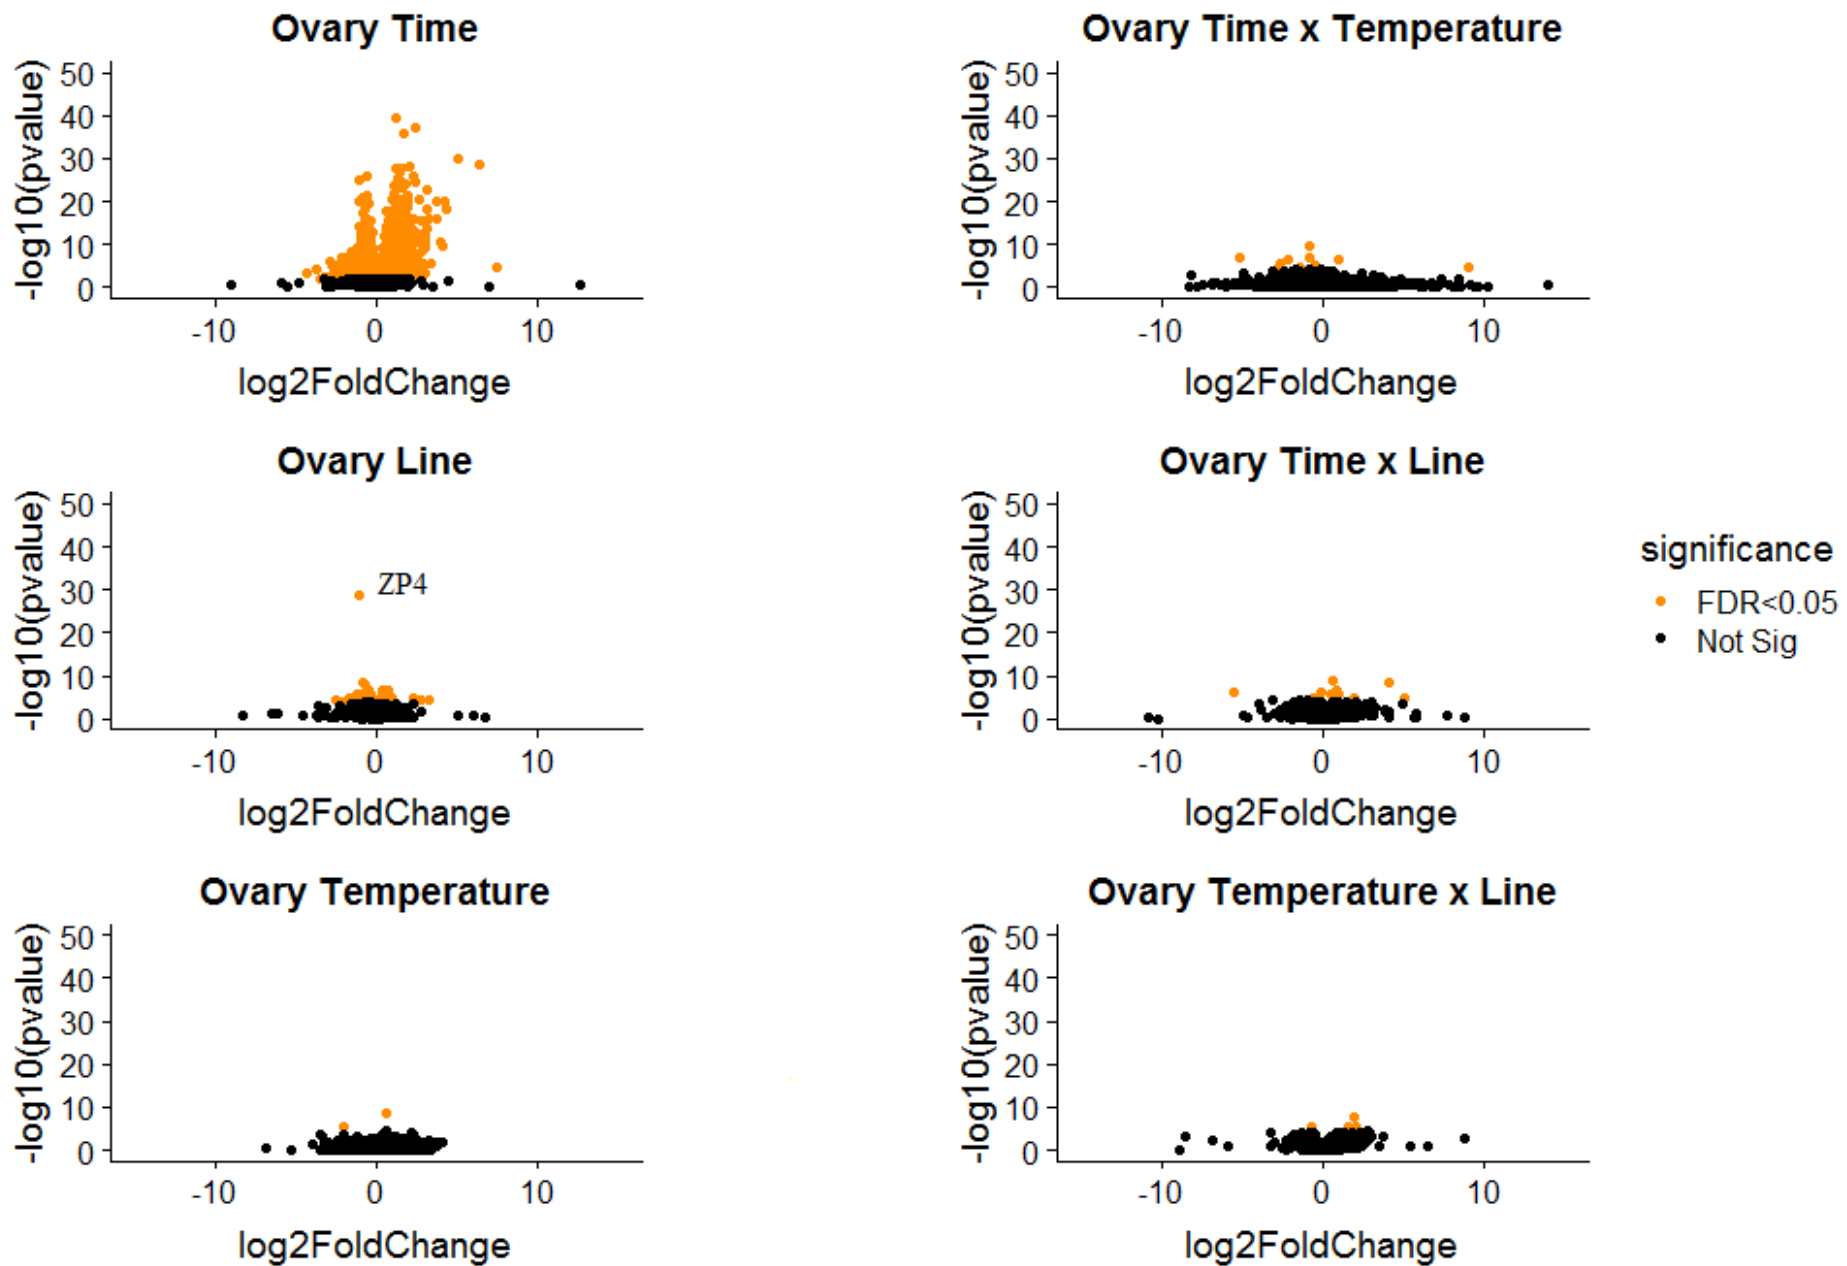 Ovary Time
-log10(pvalue)
50
40
30
20
10
0
-10 0 10
log2FoldChange
Ovary Time x Temperature
-log10(pvalue)
50
40
30
20
10
0
-10 0 10
log2FoldChange
Ovary Line
-log10(pvalue)
50
40
30
20
10
0
ZP4
-10 0 10
log2FoldChange
Ovary Time x Line
-log10(pvalue)
50
40
30
20
10
0
-10 0 10
log2FoldChange
significance
FDR<0.05
Not Sig
Ovary Temperature
-log10(pvalue)
50
40
30
20
10
0
-10 0 10
log2FoldChange
Ovary Temperature x Line
-log10(pvalue)
50
40
30
20
10
0
-10 0 10
log2FoldChange